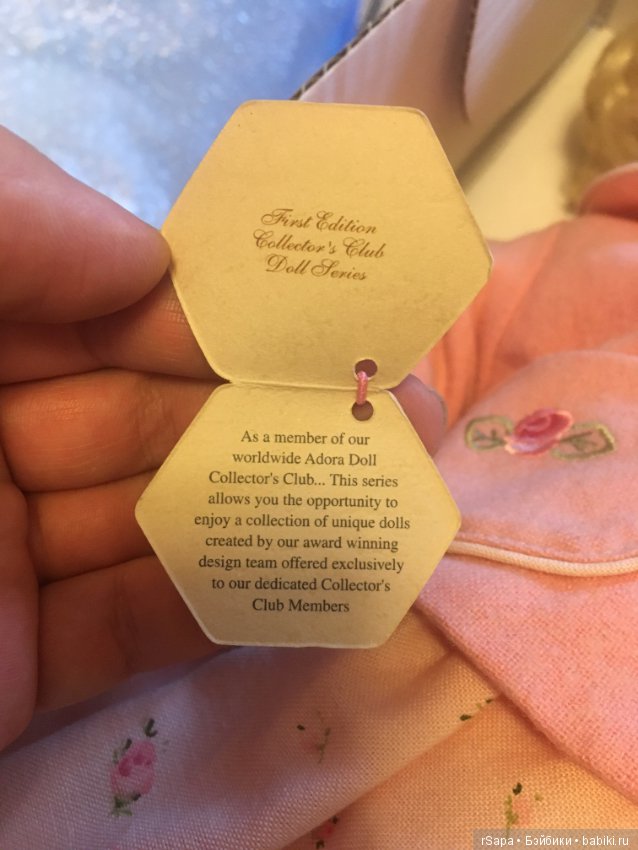 First Edition
Collector's Club
Doll Series
As a member of our
worldwide Adora Doll
Collector's Club... This series
allows you the opportunity to
enjoy a collection of unique dolls
created by our award winning
design team offered exclusively
to our dedicated Collector's
Club Members
rSapa • Бэйбики • babiki.ru